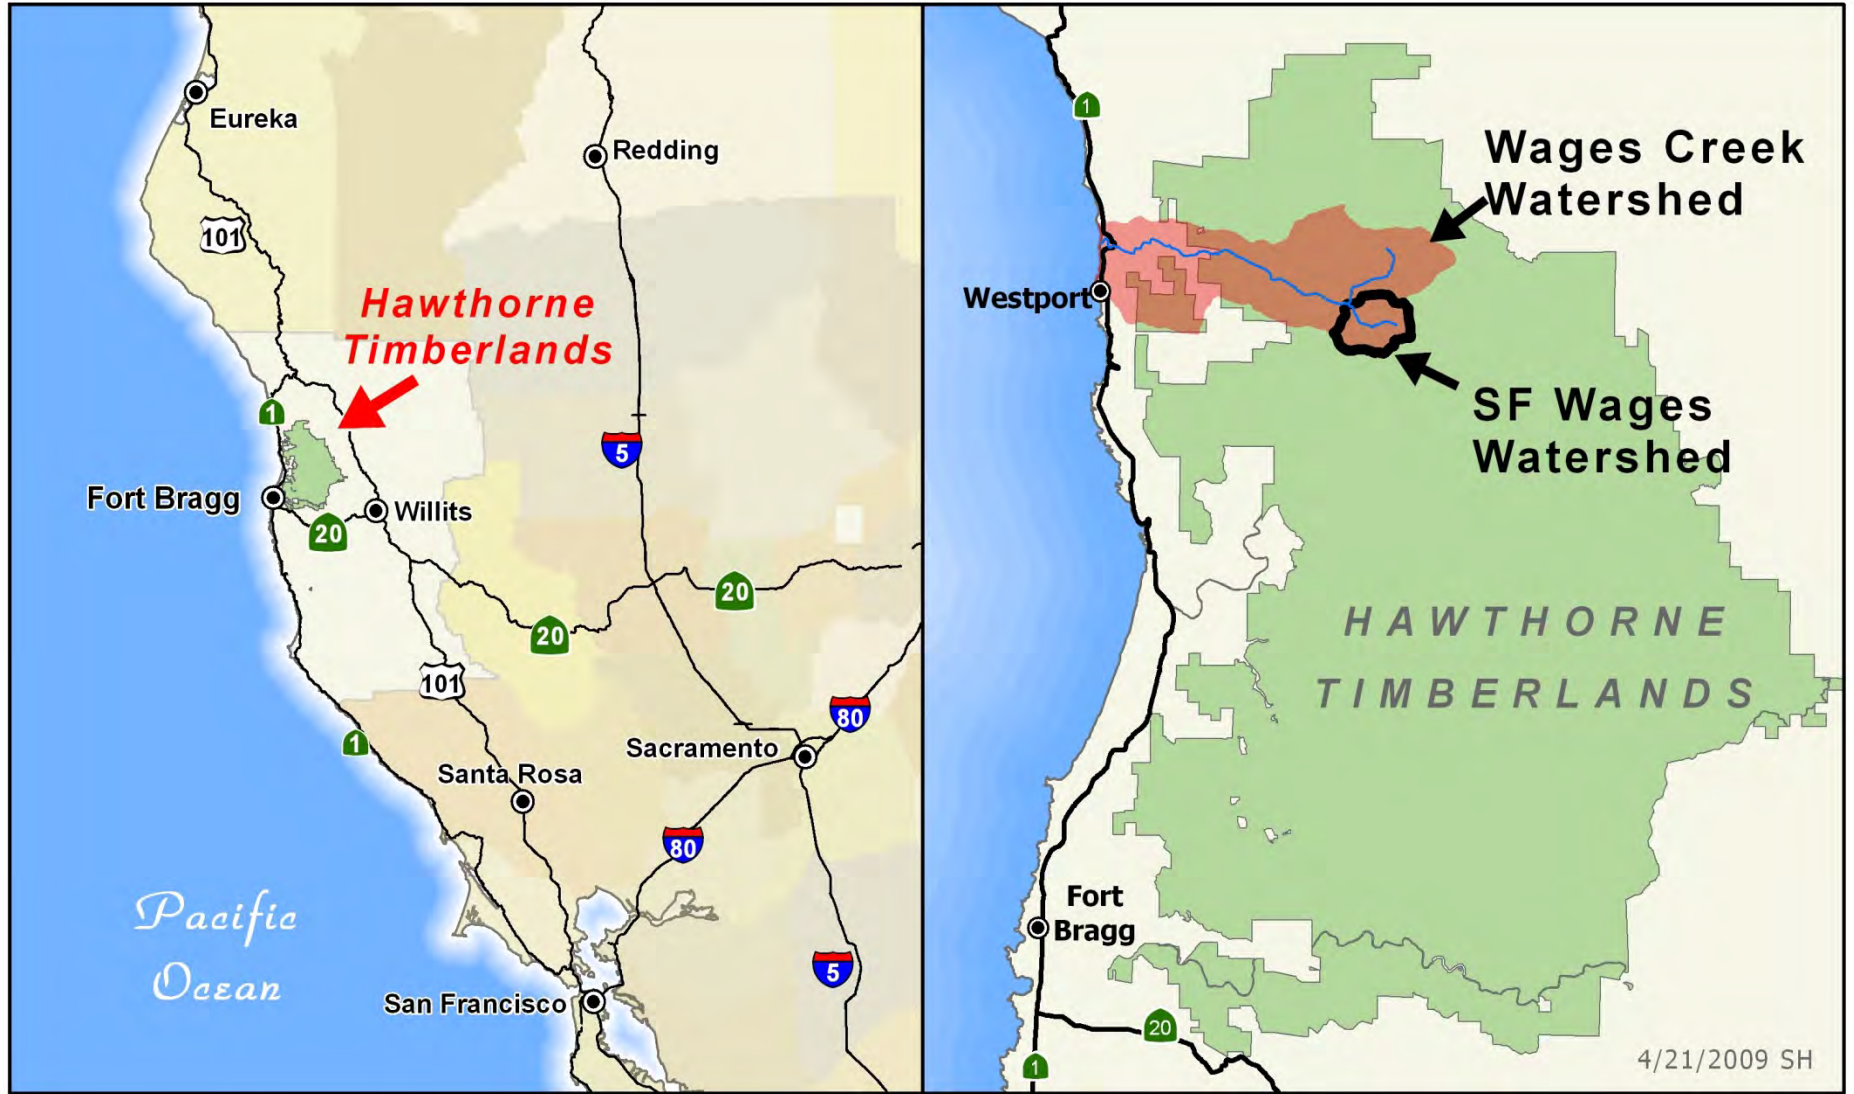 Eureka
Redding
101
Hawthorne
Timberlands
1
5
Fort Bragg
Willits
20
20
20
101
80
1
Sacramento
Santa Rosa
80
Pacific
Ocean
5
San Francisco
1
Wages Creek
Watershed
Westport
SF Wages
Watershed
HAWTHORNE
TIMBERLANDS
Fort
Bragg
20
1
4/21/2009 SH